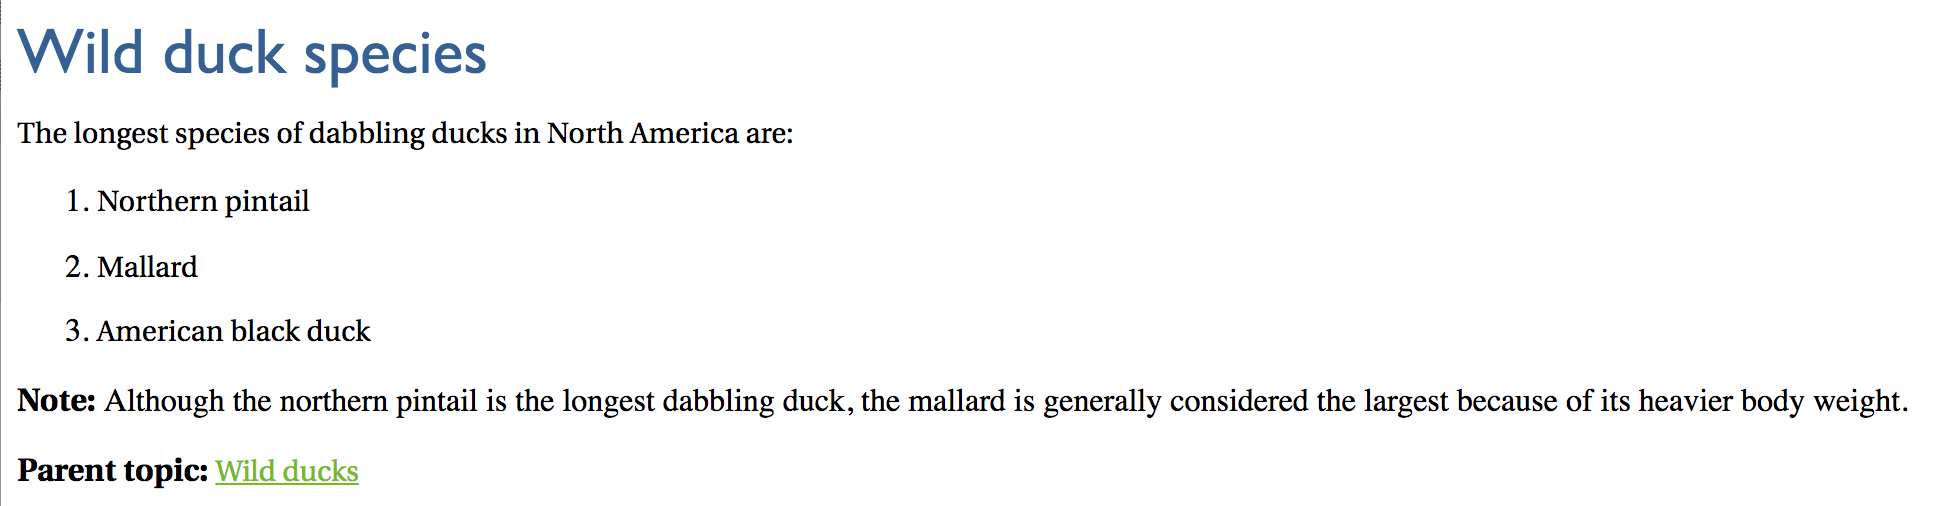 Wild duck species
The longest species of dabbling ducks in North America are:
1. Northern pintail
2. Mallard
3. American black duck
Note: Although the northern pintail is the longest dabbling duck, the mallard is generally considered the largest because of its heavier body weight.
Parent topic: Wild ducks